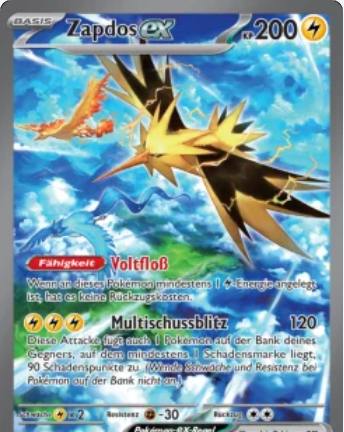 BASIS Zapdos ex KP 200
Fähigkeit Voltfloß
Wenn an dieses Pokémon mindestens 1 -Energie angelegt
ist, hat es keine Rückzugskosten.
Multischussblitz 120
Diese Attacke fügt auch 1 Pokémon auf der Bank deines
Gegners, auf dem mindestens 1 Schadensmarke liegt,
90 Schadenspunkte zu. (Wende Schwäche und Resistenz bei
Pokémon auf der Bank nicht an.)
Schwäche ×2 Resistenz -30 Rückzug
Pokémon-ex-Regel